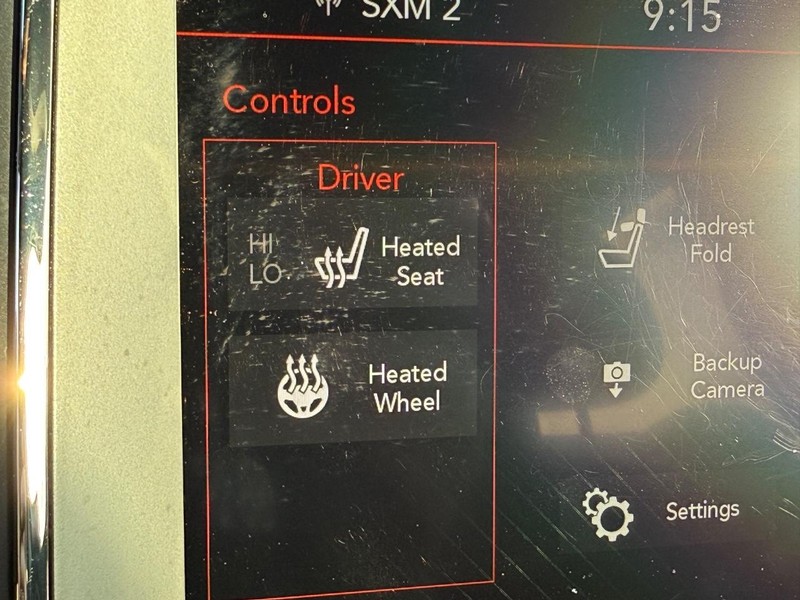 SXM 2
9:15
Controls
Driver
HI
LO
Heated
Seat
Heated
Wheel
Headrest
Fold
Backup
Camera
Settings